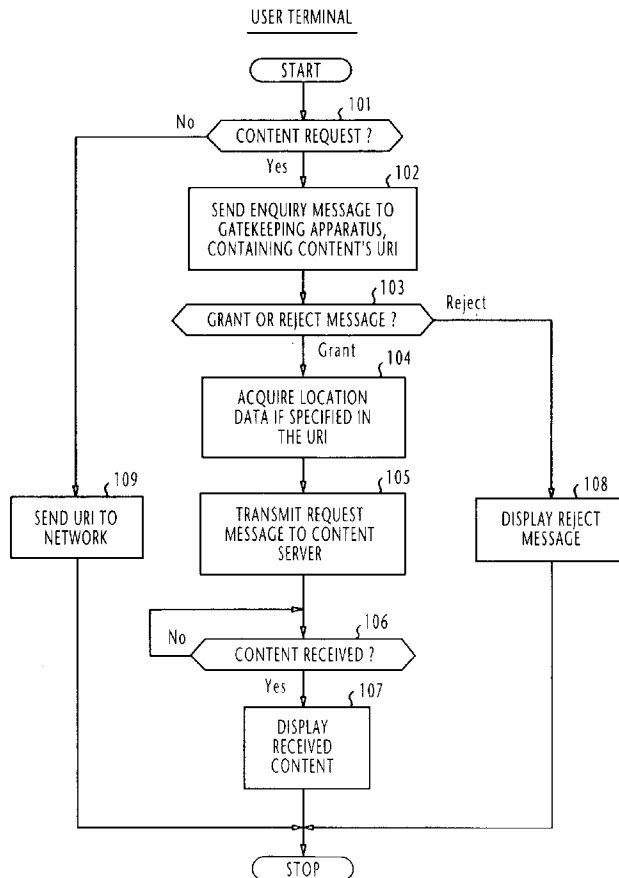 USER TERMINAL
START
101
No
CONTENT REQUEST ?
Yes
102
SEND ENQUIRY MESSAGE TO
GATEKEEPING APPARATUS,
CONTAINING CONTENT'S URI
103
GRANT OR REJECT MESSAGE ?
Reject
Grant
104
ACQUIRE LOCATION
DATA IF SPECIFIED IN
THE URI
109
SEND URI TO
NETWORK
105
TRANSMIT REQUEST
MESSAGE TO CONTENT
SERVER
108
DISPLAY REJECT
MESSAGE
106
No
CONTENT RECEIVED ?
Yes
107
DISPLAY
RECEIVED
CONTENT
STOP